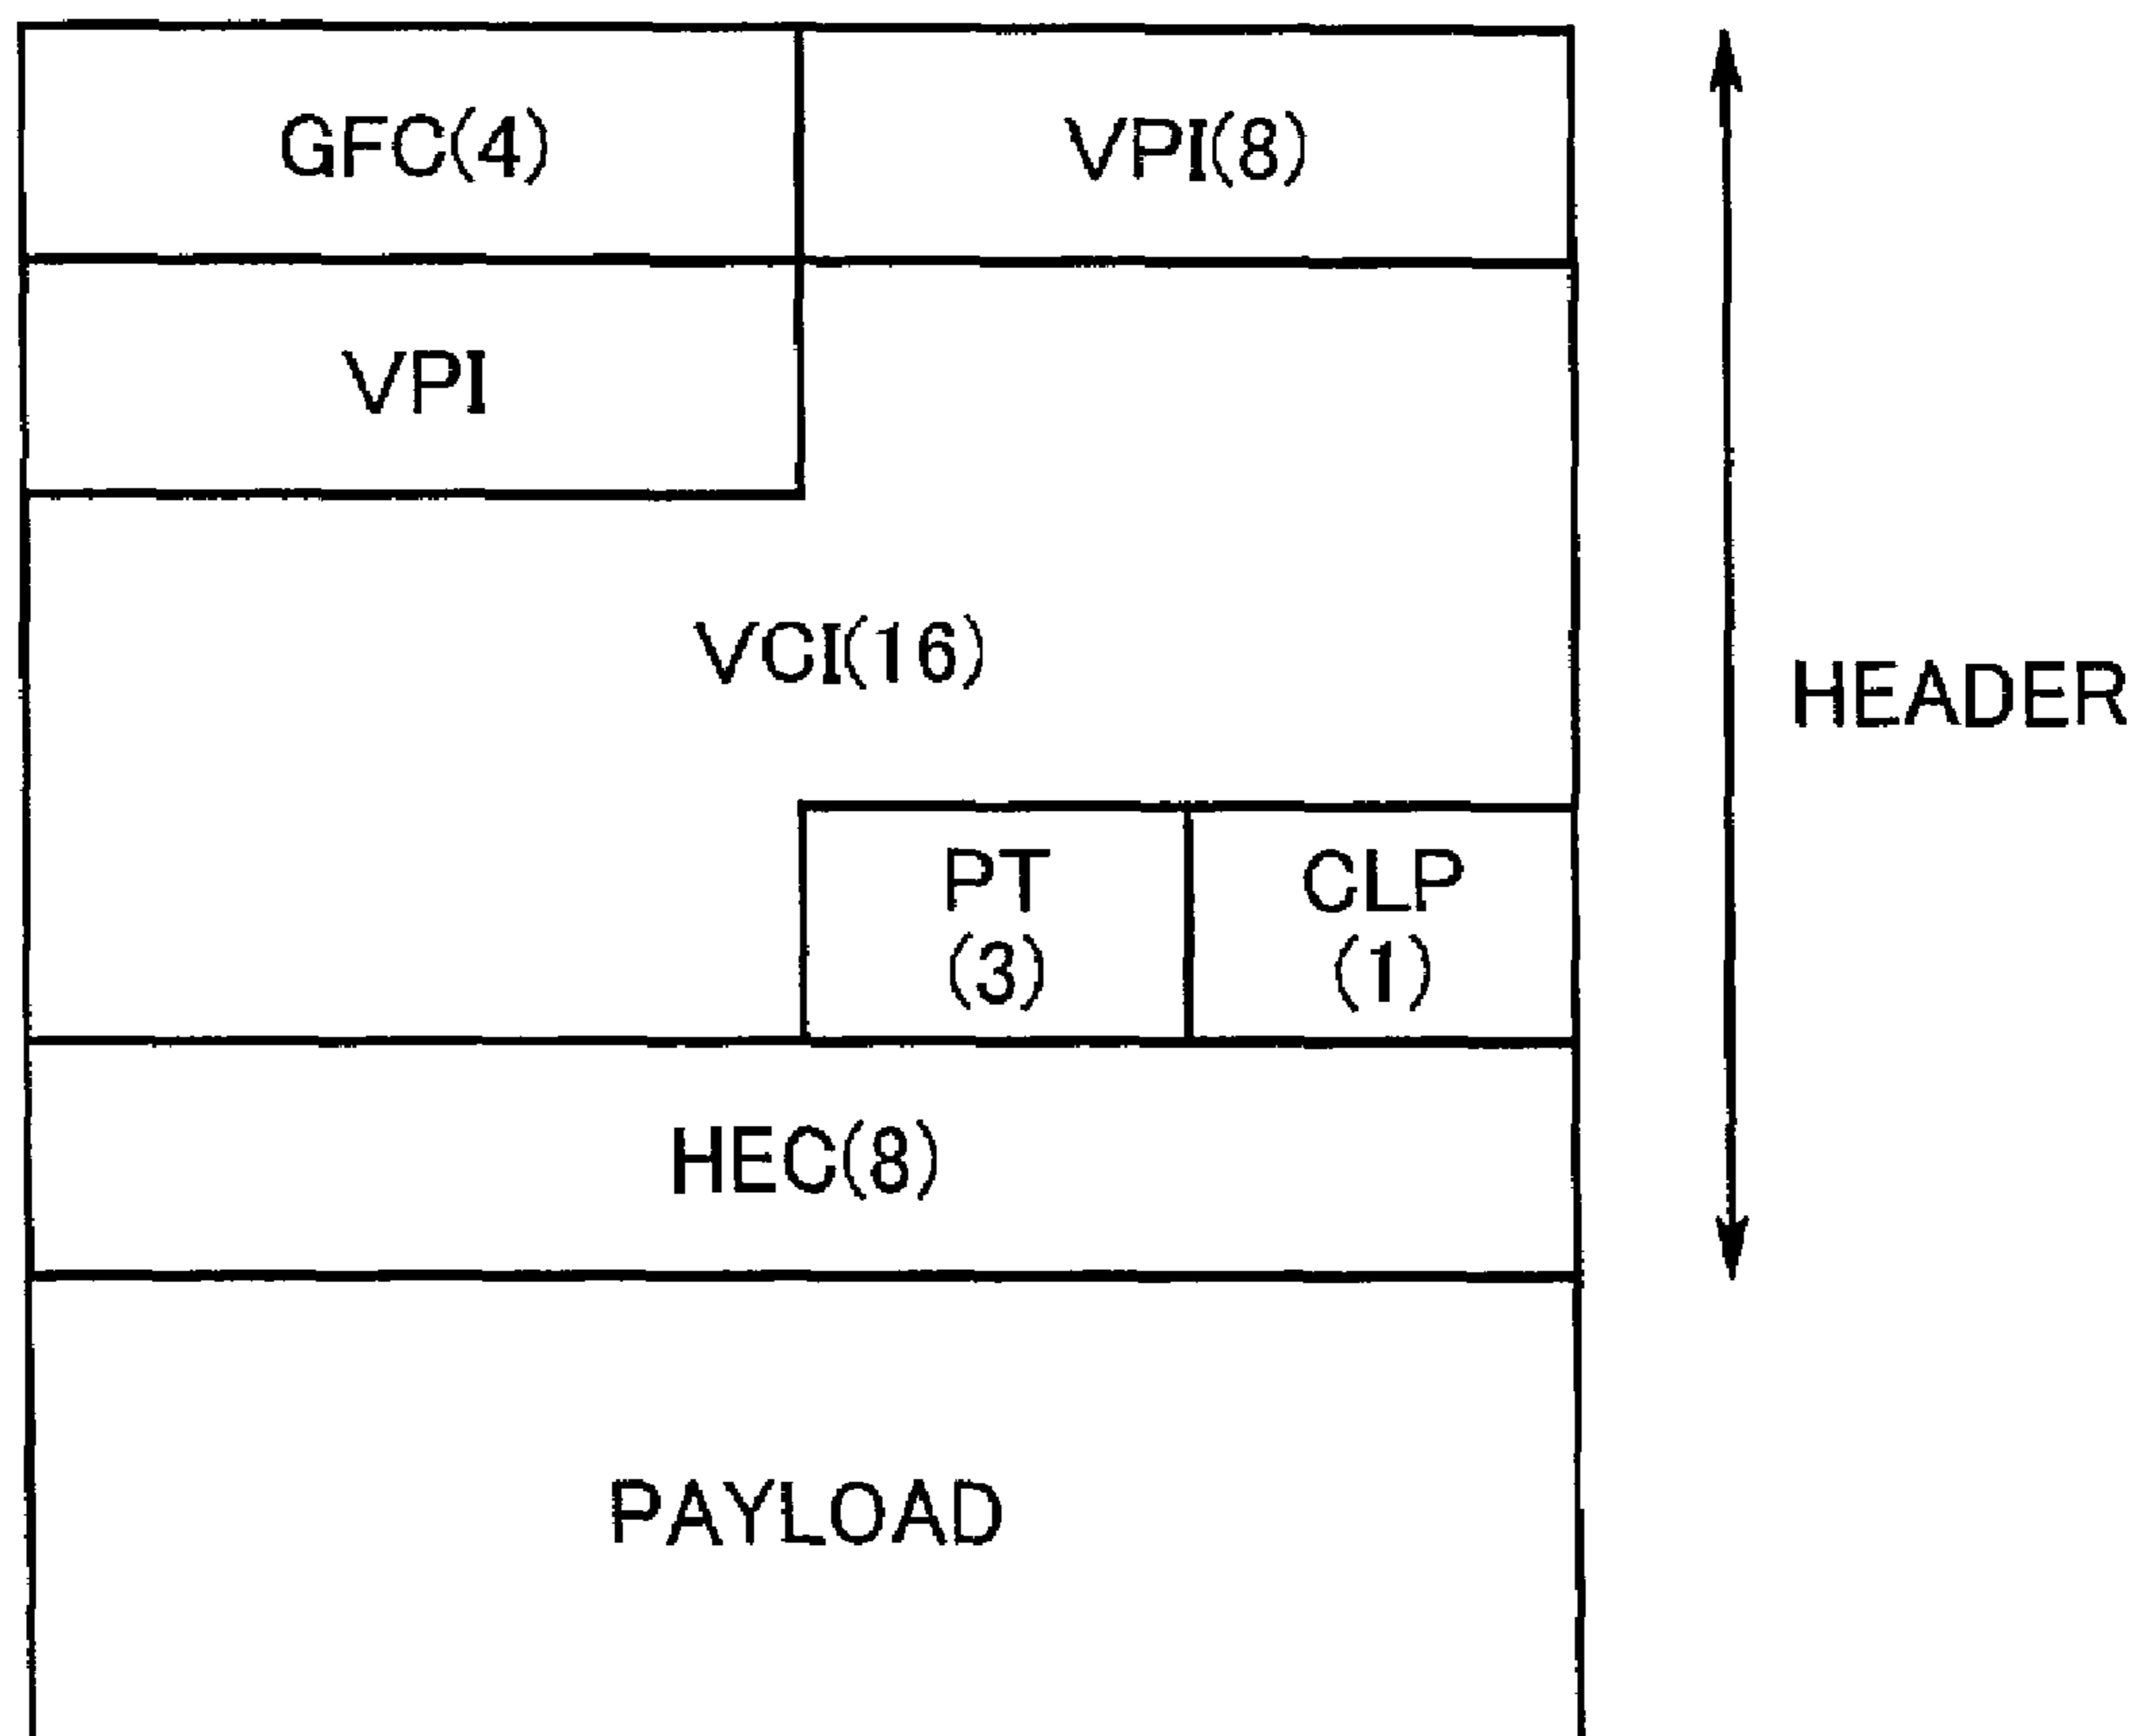 GFC(4)
VPI(8)
VPI
VCI(16)
HEADER
PT
(3)
CLP
(1)
HEC(8)
PAYLOAD